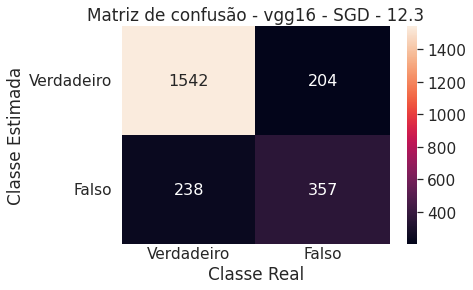 Matriz de confusão - vgg16 - SGD - 12.3
Classe Estimada
Verdadeiro
1542
204
Falso
238
357
Verdadeiro
Falso
Classe Real
1400
1200
1000
800
600
400